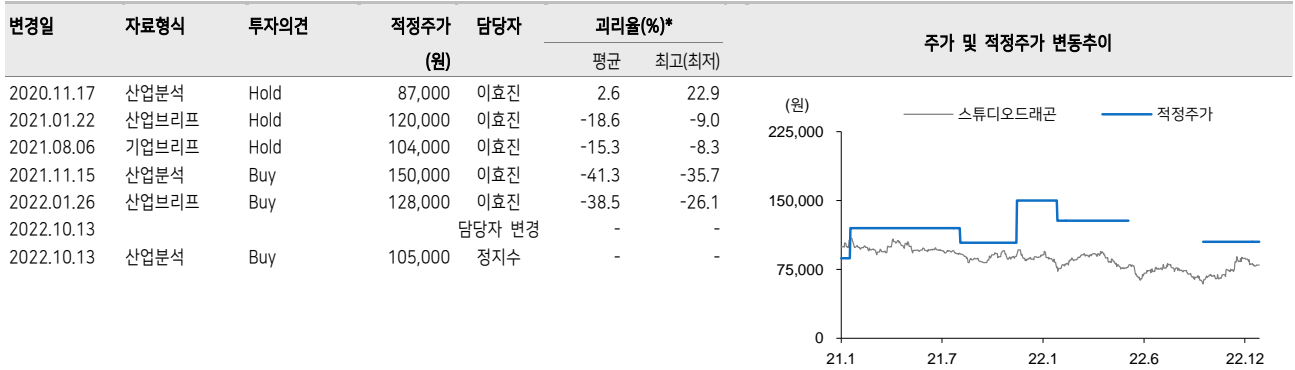 변경일 자료형식 투자의견 적정주가 담당자 괴리율(%)*
(원) 평균 최고(최저)
2020.11.17 산업분석 Hold 87,000 이효진 2.6 22.9
2021.01.22 산업브리프 Hold 120,000 이효진 -18.6 -9.0
2021.08.06 기업브리프 Hold 104,000 이효진 -15.3 -8.3
2021.11.15 산업분석 Buy 150,000 이효진 -41.3 -35.7
2022.01.26 산업브리프 Buy 128,000 이효진 -38.5 -26.1
2022.10.13 담당자 변경 - -
2022.10.13 산업분석 Buy 105,000 정지수 - -
주가 및 적정주가 변동추이
(원)
스튜디오드래곤 적정주가
225,000
150,000
75,000
0
21.1 21.7 22.1 22.6 22.12